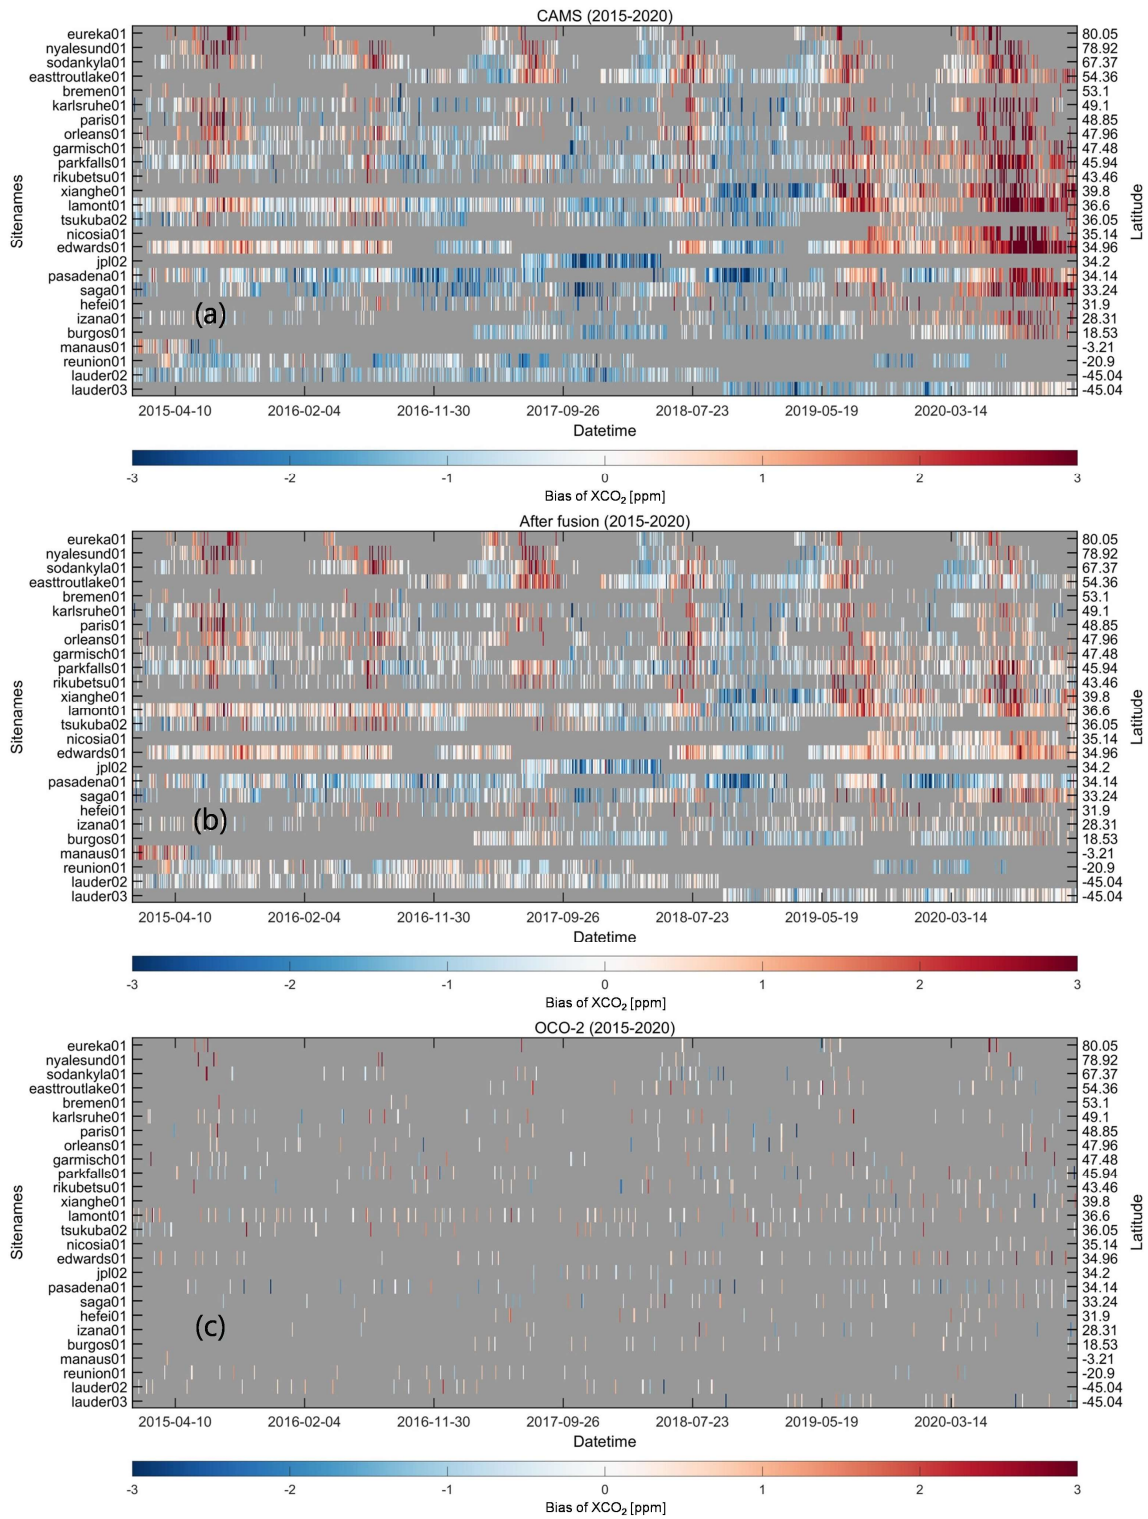 CAMS (2015-2020)
eureka01 80.05
nyalesund01 78.92
sodankyla01 67.37
easttroutlake01 54.36
bremen01 53.1
karlsruhe01 49.1
paris01 48.85
orleans01 47.96
garmisch01 47.48
parkfalls01 45.94
rikubetsu01 43.46
xianghe01 39.8
lamont01 36.6
tsukuba02 36.05
nicosia01 35.14
edwards01 34.96
jpl02 34.2
pasadena01 34.14
saga01 33.24
hefei01 31.9
izana01 28.31
burgos01 18.53
manaus01 -3.21
reunion01 -20.9
lauder02 -45.04
lauder03 -45.04
Sitenames
Latitude
(a)
2015-04-10 2016-02-04 2016-11-30 2017-09-26 2018-07-23 2019-05-19 2020-03-14
Datetime
-3 -2 -1 0 1 2 3
Bias of XCO₂ [ppm]
After fusion (2015-2020)
eureka01 80.05
nyalesund01 78.92
sodankyla01 67.37
easttroutlake01 54.36
bremen01 53.1
karlsruhe01 49.1
paris01 48.85
orleans01 47.96
garmisch01 47.48
parkfalls01 45.94
rikubetsu01 43.46
xianghe01 39.8
lamont01 36.6
tsukuba02 36.05
nicosia01 35.14
edwards01 34.96
jpl02 34.2
pasadena01 34.14
saga01 33.24
hefei01 31.9
izana01 28.31
burgos01 18.53
manaus01 -3.21
reunion01 -20.9
lauder02 -45.04
lauder03 -45.04
Sitenames
Latitude
(b)
2015-04-10 2016-02-04 2016-11-30 2017-09-26 2018-07-23 2019-05-19 2020-03-14
Datetime
-3 -2 -1 0 1 2 3
Bias of XCO₂ [ppm]
OCO-2 (2015-2020)
eureka01 80.05
nyalesund01 78.92
sodankyla01 67.37
easttroutlake01 54.36
bremen01 53.1
karlsruhe01 49.1
paris01 48.85
orleans01 47.96
garmisch01 47.48
parkfalls01 45.94
rikubetsu01 43.46
xianghe01 39.8
lamont01 36.6
tsukuba02 36.05
nicosia01 35.14
edwards01 34.96
jpl02 34.2
pasadena01 34.14
saga01 33.24
hefei01 31.9
izana01 28.31
burgos01 18.53
manaus01 -3.21
reunion01 -20.9
lauder02 -45.04
lauder03 -45.04
Sitenames
Latitude
(c)
2015-04-10 2016-02-04 2016-11-30 2017-09-26 2018-07-23 2019-05-19 2020-03-14
Datetime
-3 -2 -1 0 1 2 3
Bias of XCO₂ [ppm]